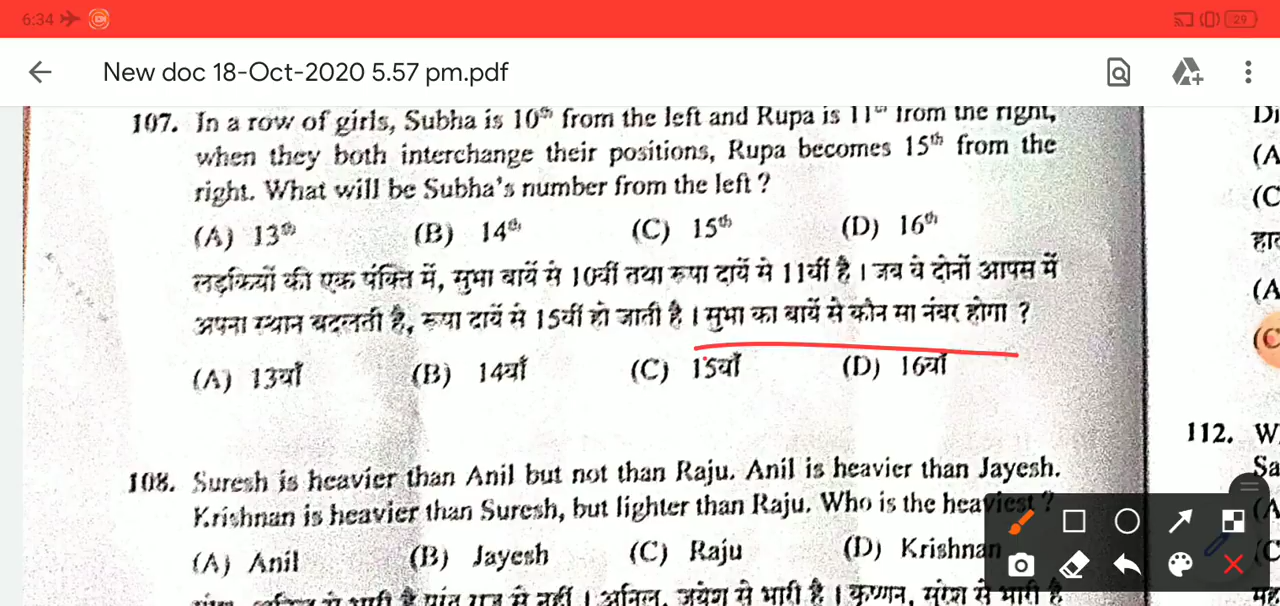 6:34
29
New doc 18-Oct-2020 5.57 pm.pdf
107. In a row of girls, Subha is 10th from the left and Rupa is 11th from the right,
when they both interchange their positions, Rupa becomes 15th from the
right. What will be Subha's number from the left ?
(A) 13th (B) 14th (C) 15th (D) 16th
लड़कियों की एक पंक्ति में, सुभा बायें से 10वीं तथा रूपा दायें से 11वीं है । जब वे दोनों आपस में
अपना स्थान बदलती है, रूपा दायें से 15वीं हो जाती है । सुभा का बायें से कौन सा नंबर होगा ?
(A) 13वाँ (B) 14वाँ (C) 15वाँ (D) 16वाँ
108. Suresh is heavier than Anil but not than Raju. Anil is heavier than Jayesh.
Krishnan is heavier than Suresh, but lighter than Raju. Who is the heaviest ?
(A) Anil (B) Jayesh (C) Raju (D) Krishnan
से भारी है । कृष्णन, सुरेश से भारी है
(A
(C
(A
(C
112. W
Sa
(A
(C